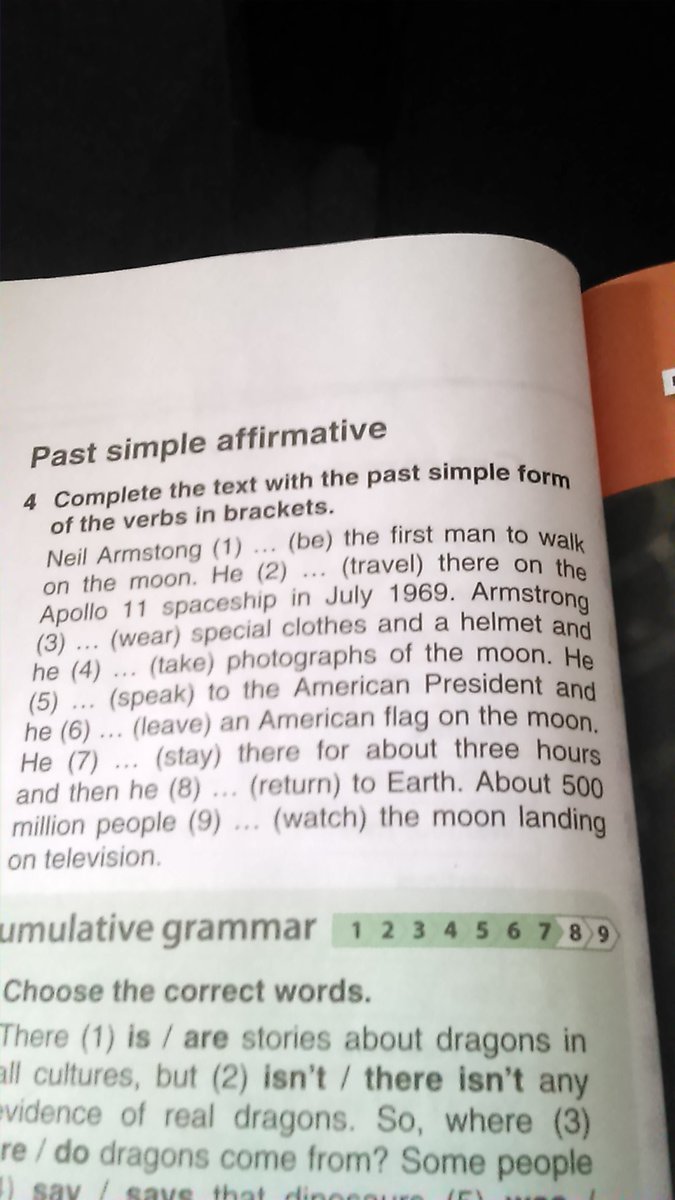 Past simple affirmative
4 Complete the text with the past simple form
of the verbs in brackets.
Neil Armstong (1) … (be) the first man to walk
on the moon. He (2) … (travel) there on the
Apollo 11 spaceship in July 1969. Armstrong
(3) … (wear) special clothes and a helmet and
he (4) … (take) photographs of the moon. He
(5) … (speak) to the American President and
he (6) … (leave) an American flag on the moon.
He (7) … (stay) there for about three hours
and then he (8) … (return) to Earth. About 500
million people (9) … (watch) the moon landing
on television.
umulative grammar 1 2 3 4 5 6 7 8 9
Choose the correct words.
There (1) is / are stories about dragons in
all cultures, but (2) isn't / there isn't any
evidence of real dragons. So, where (3)
re / do dragons come from? Some people
say / says that